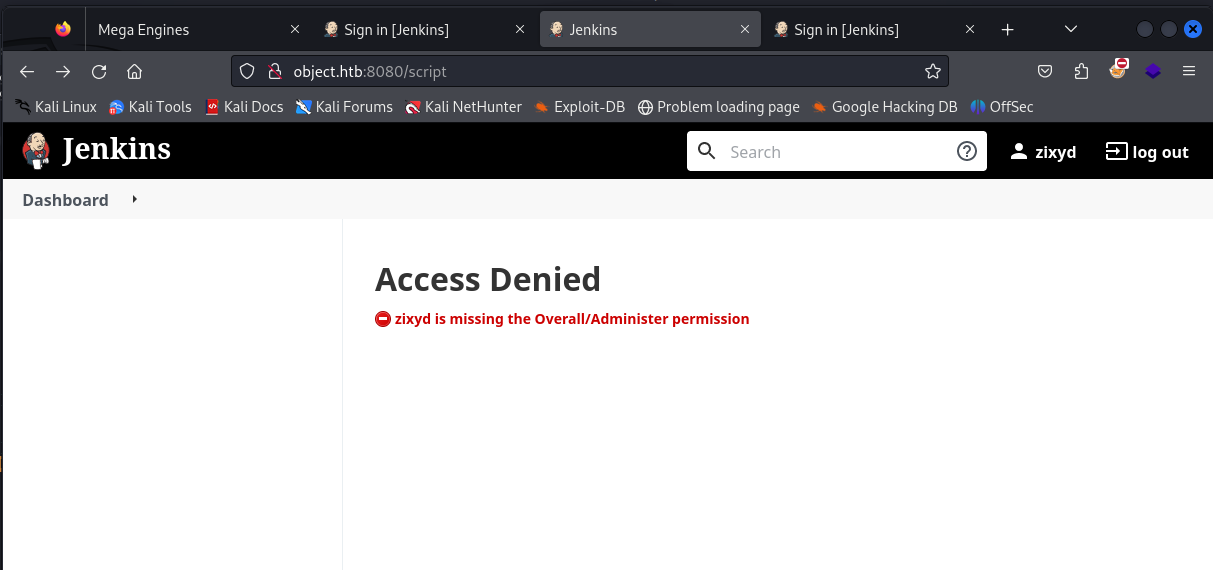 Mega Engines
Sign in [Jenkins]
Jenkins
Sign in [Jenkins]
object.htb:8080/script
Kali Linux
Kali Tools
Kali Docs
Kali Forums
Kali NetHunter
Exploit-DB
Problem loading page
Google Hacking DB
OffSec
Jenkins
Search
zixyd
log out
Dashboard
Access Denied
zixyd is missing the Overall/Administer permission